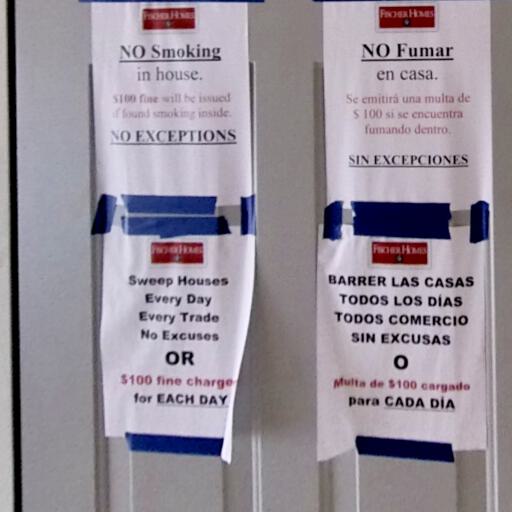 FISCHER HOMES
NO Smoking
in house.
$100 fine will be issued
if found smoking inside.
NO EXCEPTIONS
FISCHER HOMES
Sweep Houses
Every Day
Every Trade
No Excuses
OR
$100 fine charge
for EACH DAY
FISCHER HOMES
NO Fumar
en casa.
Se emitirá una multa de
$ 100 si se encuentra
fumando dentro.
SIN EXCEPCIONES
FISCHER HOMES
BARRER LAS CASAS
TODOS LOS DÍAS
TODOS COMERCIO
SIN EXCUSAS
O
Multa de $100 cargado
para CADA DÍA